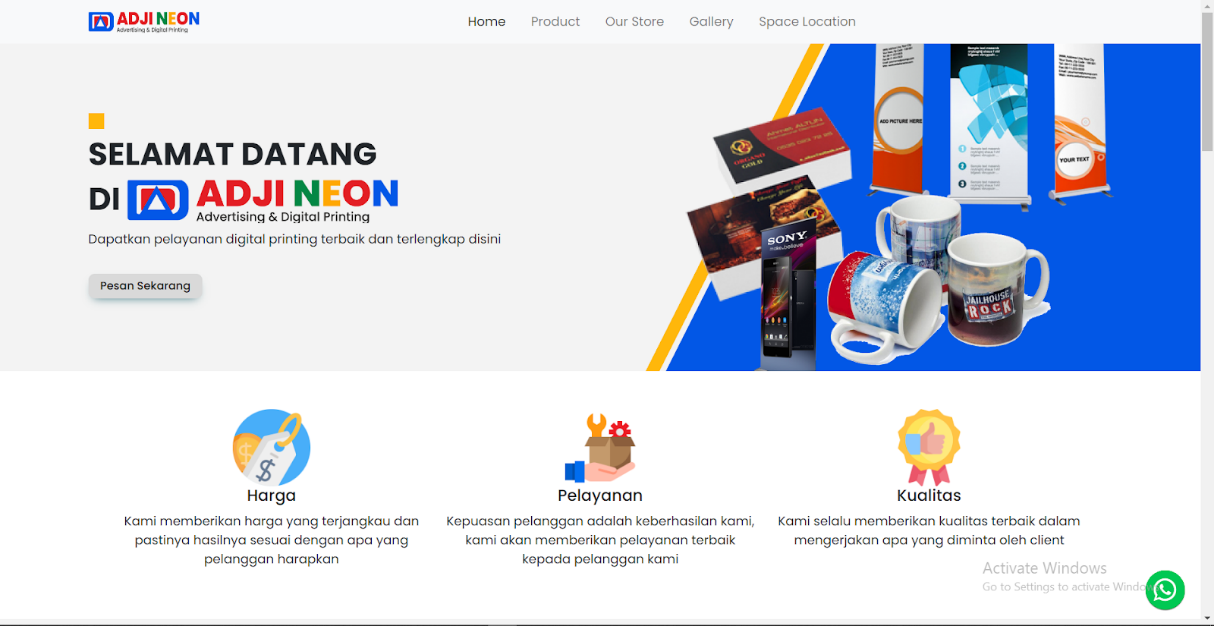 ADJI NEON
Advertising & Digital Printing
Home Product Our Store Gallery Space Location
SELAMAT DATANG
DI ADJI NEON
Advertising & Digital Printing
Dapatkan pelayanan digital printing terbaik dan terlengkap disini
Pesan Sekarang
ADD PICTURE HERE
YOUR TEXT
ORGANO
GOLD
SONY
make.believe
JAILHOUSE
ROCK
Harga
Kami memberikan harga yang terjangkau dan
pastinya hasilnya sesuai dengan apa yang
pelanggan harapkan
Pelayanan
Kepuasan pelanggan adalah keberhasilan kami,
kami akan memberikan pelayanan terbaik
kepada pelanggan kami
Kualitas
Kami selalu memberikan kualitas terbaik dalam
mengerjakan apa yang diminta oleh client
Activate Windows
Go to Settings to activate